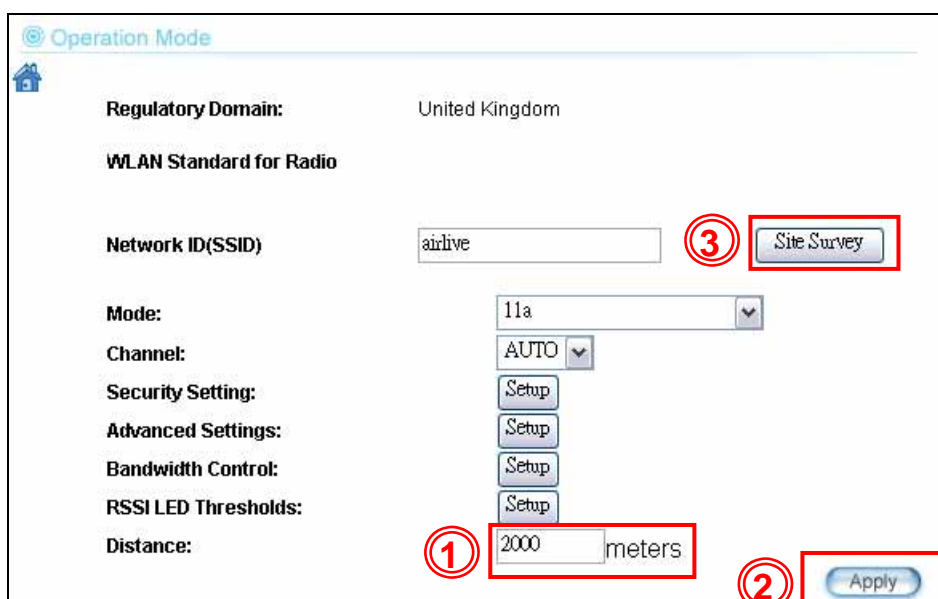 Operation Mode
Regulatory Domain: United Kingdom
WLAN Standard for Radio
Network ID(SSID) airlive 3 Site Survey
Mode: 11a
Channel: AUTO
Security Setting: Setup
Advanced Settings: Setup
Bandwidth Control: Setup
RSSI LED Thresholds: Setup
Distance: 1 2000 meters
2 Apply